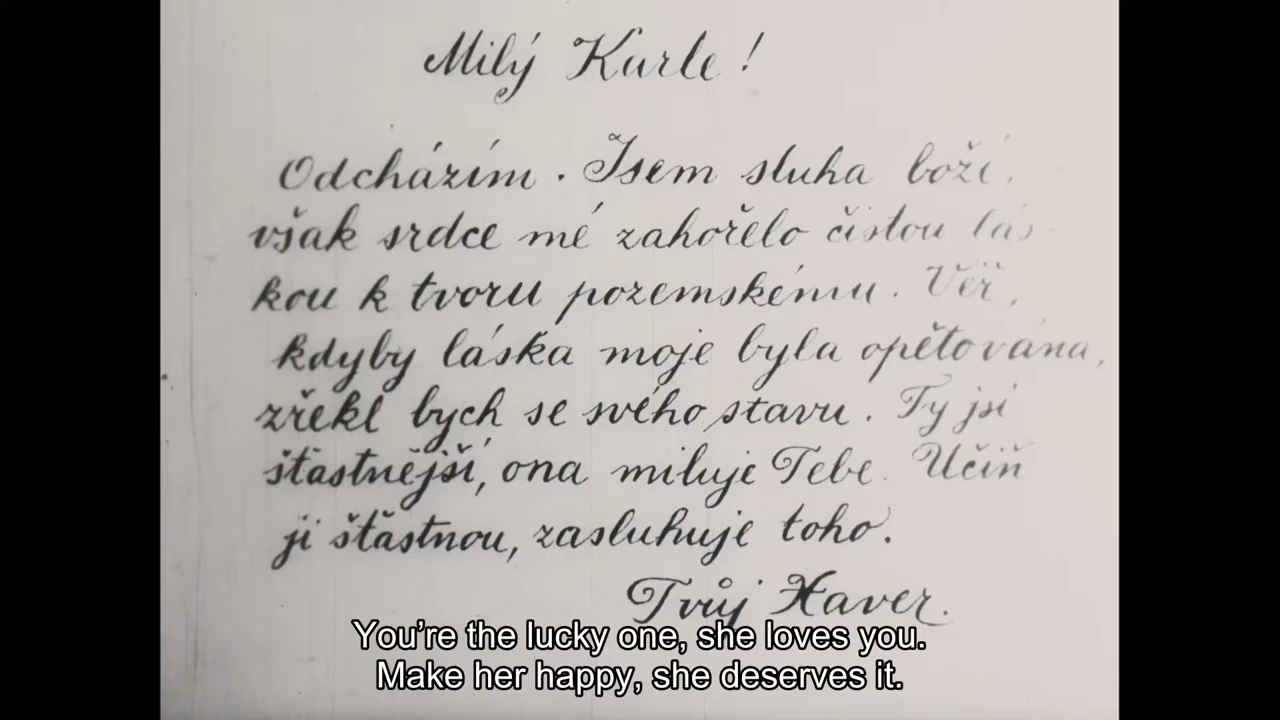 Milý Karle!
Odcházím. Jsem sluha boží,
však srdce mé zahořelo čistou lás-
kou k tvoru pozemskému. Věř,
kdyby láska moje byla opětována,
zřekl bych se svého stavu. Ty jsi
šťastnější, ona miluje Tebe. Učiň
ji šťastnou, zasluhuje toho.
Tvůj Xaver.
You're the lucky one, she loves you.
Make her happy, she deserves it.